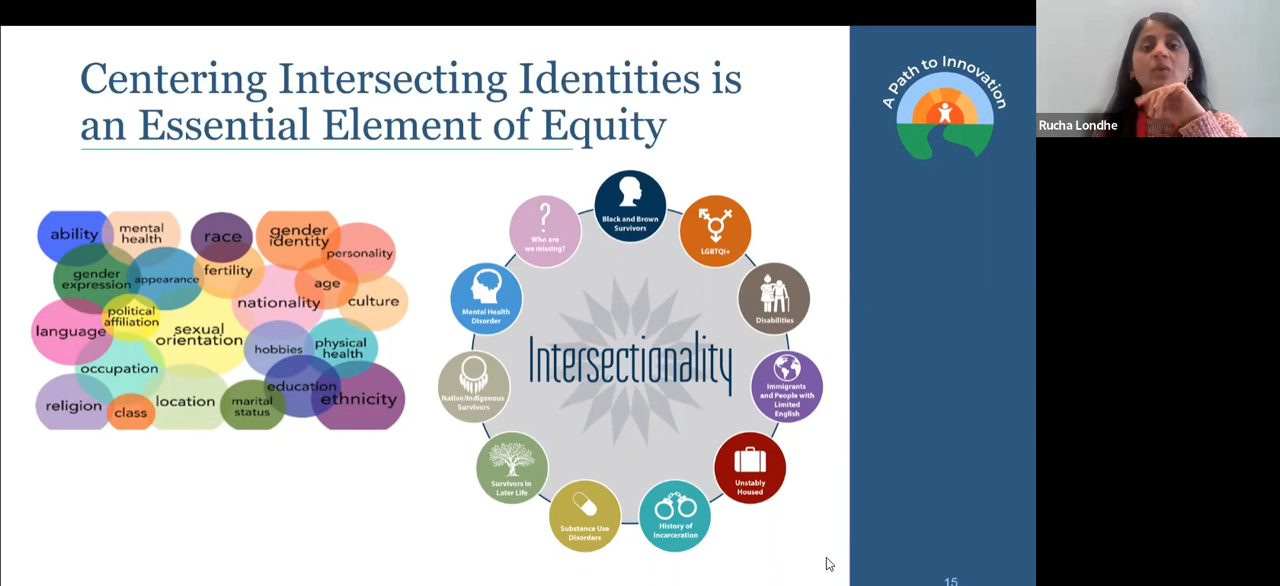 Centering Intersecting Identities is
an Essential Element of Equity
A Path to Innovation
Rucha Londhe
ability
mental
health
race
gender
identity
personality
gender
expression
appearance
fertility
age
nationality
culture
language
political
affiliation
sexual
orientation
hobbies
physical
health
occupation
education
ethnicity
religion
class
location
marital
status
Intersectionality
Black and Brown
Survivors
LGBTQI+
Disabilities
Immigrants
and People with
Limited
English
Unstably
Housed
History of
Incarceration
Substance Use
Disorders
Survivors in
Later Life
Native/Indigenous
Survivors
Mental Health
Disorder
?
Who are
we missing?
15